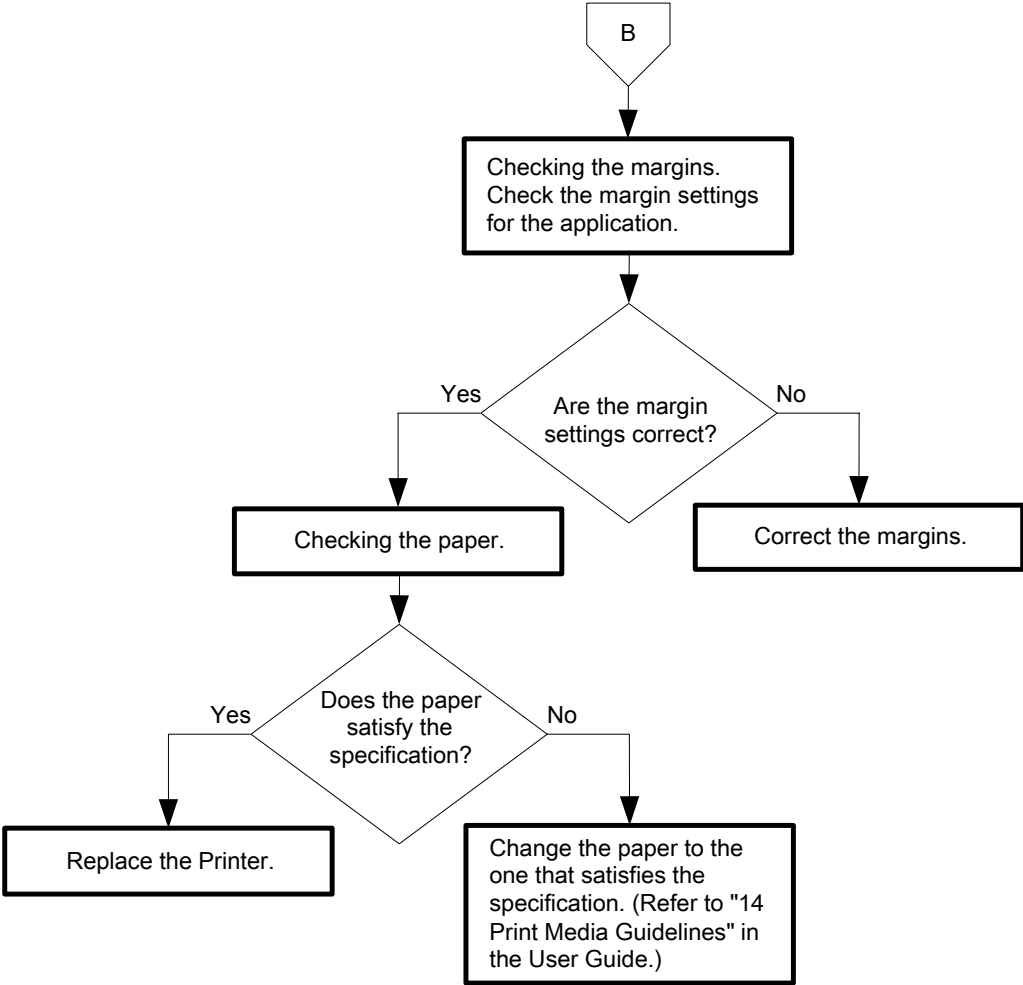 B
Checking the margins.
Check the margin settings
for the application.
Yes
No
Are the margin
settings correct?
Checking the paper.
Correct the margins.
Yes
No
Does the paper
satisfy the
specification?
Replace the Printer.
Change the paper to the
one that satisfies the
specification. (Refer to "14
Print Media Guidelines" in
the User Guide.)